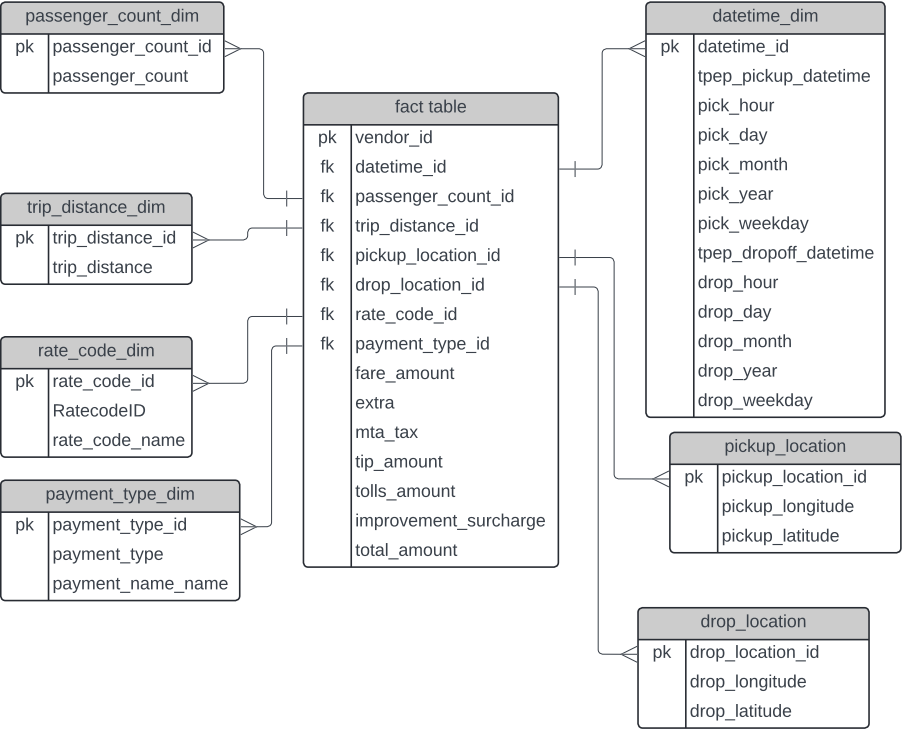 passenger_count_dim
pk passenger_count_id
passenger_count
trip_distance_dim
pk trip_distance_id
trip_distance
rate_code_dim
pk rate_code_id
RatecodeID
rate_code_name
payment_type_dim
pk payment_type_id
payment_type
payment_name_name
fact table
pk vendor_id
fk datetime_id
fk passenger_count_id
fk trip_distance_id
fk pickup_location_id
fk drop_location_id
fk rate_code_id
fk payment_type_id
fare_amount
extra
mta_tax
tip_amount
tolls_amount
improvement_surcharge
total_amount
datetime_dim
pk datetime_id
tpep_pickup_datetime
pick_hour
pick_day
pick_month
pick_year
pick_weekday
tpep_dropoff_datetime
drop_hour
drop_day
drop_month
drop_year
drop_weekday
pickup_location
pk pickup_location_id
pickup_longitude
pickup_latitude
drop_location
pk drop_location_id
drop_longitude
drop_latitude